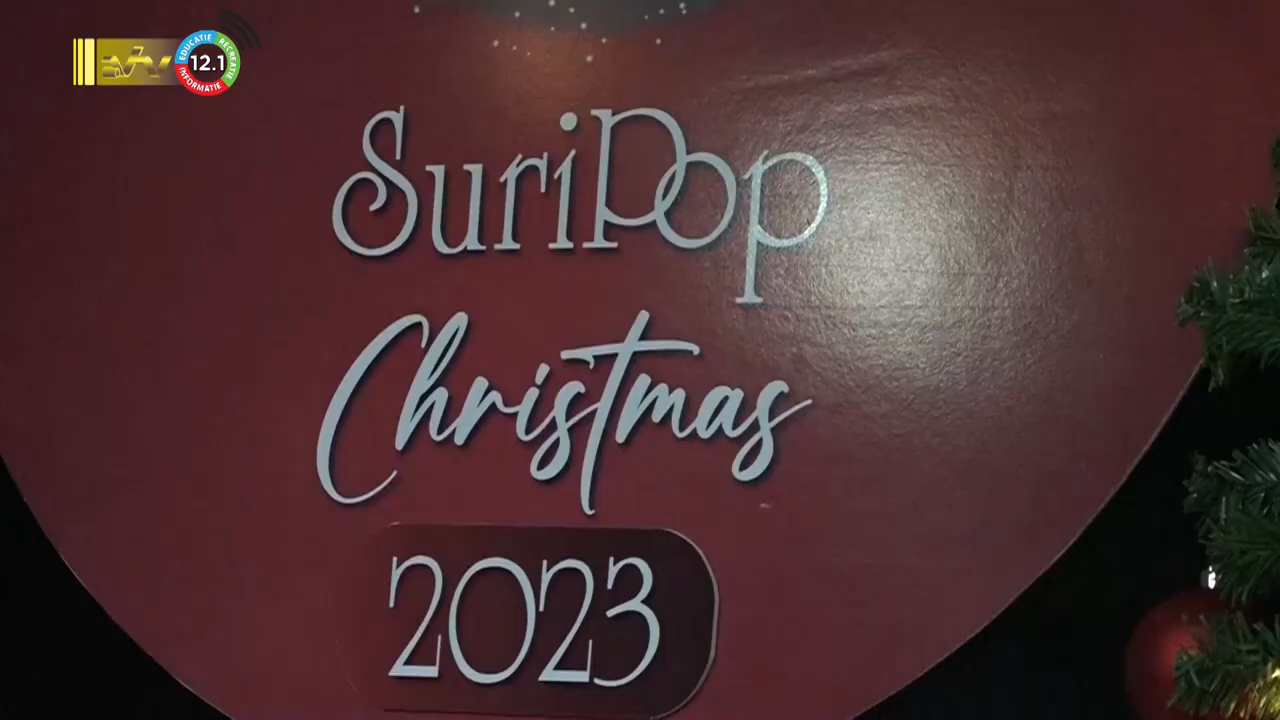 EDUCATIE
RECREATIE
12.1
INFORMATIE
SuriPop
Christmas
2023